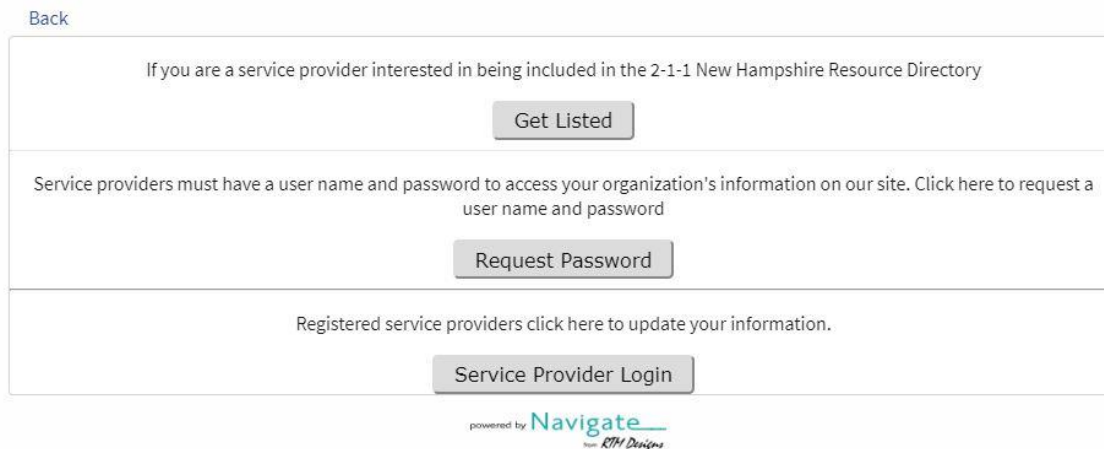 Back
If you are a service provider interested in being included in the 2-1-1 New Hampshire Resource Directory
Get Listed
Service providers must have a user name and password to access your organization's information on our site. Click here to request a
user name and password
Request Password
Registered service providers click here to update your information.
Service Provider Login
powered by Navigate
from RTM Designs